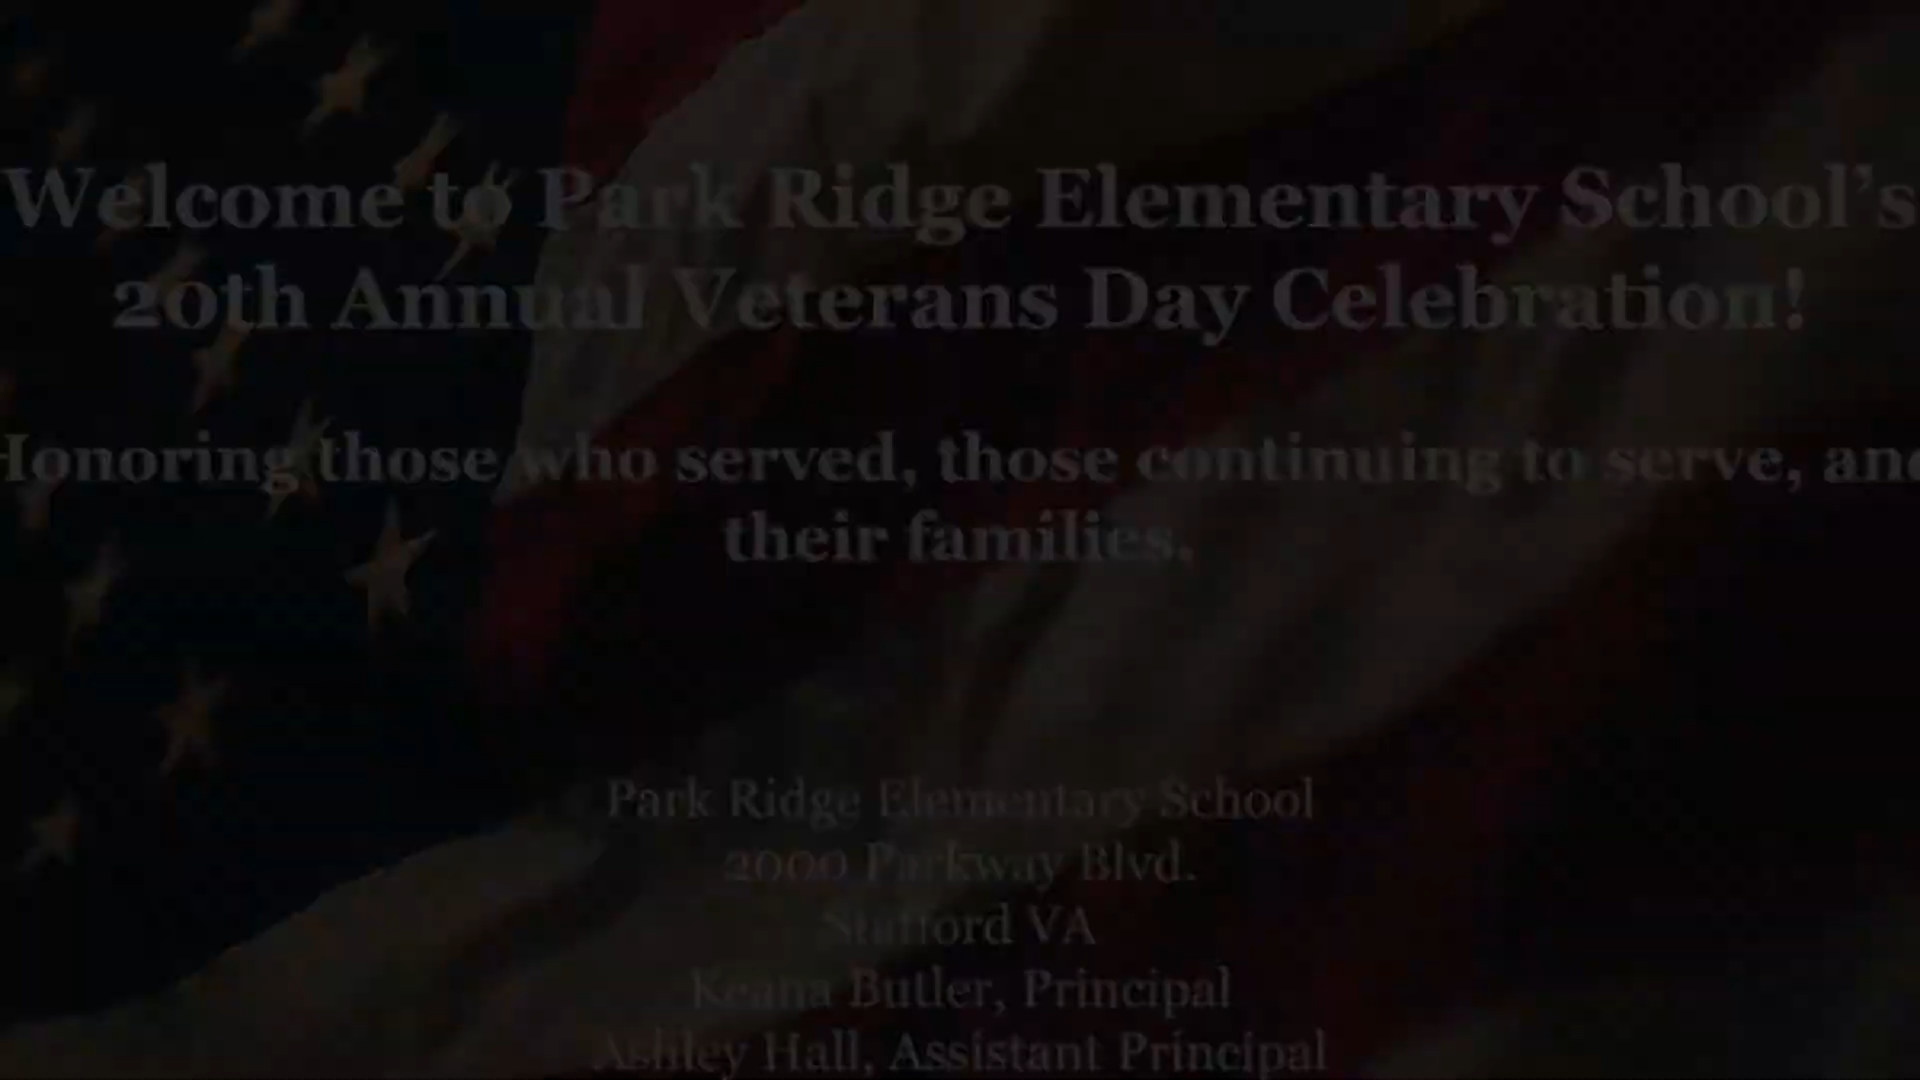 Welcome to Park Ridge Elementary School's
20th Annual Veterans Day Celebration!
Honoring those who served, those continuing to serve, and
their families.
Park Ridge Elementary School
2000 Parkway Blvd.
Stafford VA
Keana Butler, Principal
Ashley Hall, Assistant Principal